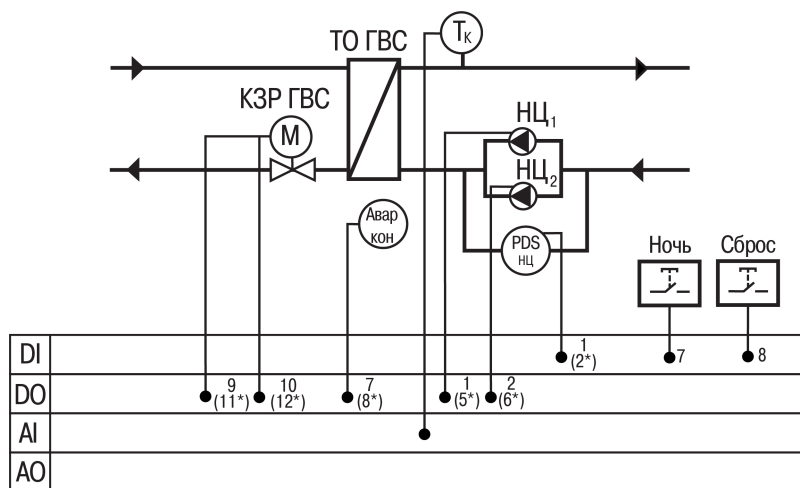 Тк
ТО ГВС
КЗР ГВС
М
НЦ1
НЦ2
Авар
кон
PDS
НЦ
Ночь
Сброс
DI
1
(2*)
7
8
DO
9
(11*)
10
(12*)
7
(8*)
1
(5*)
2
(6*)
AI
AO